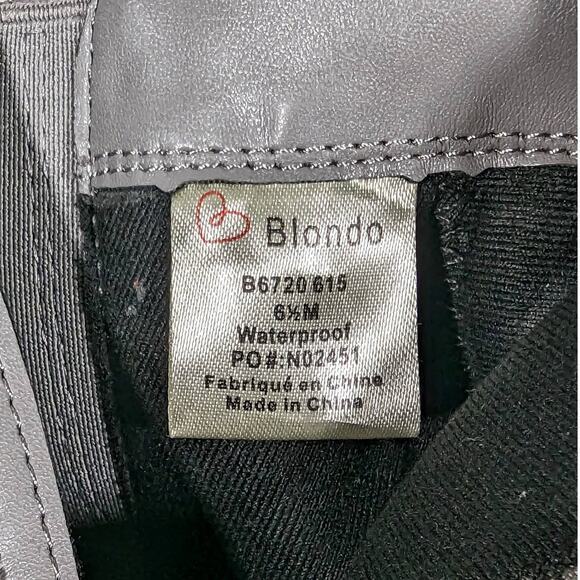 Blondo
B6720 615
6½M
Waterproof
PO#:N02451
Fabriqué en Chine
Made in China